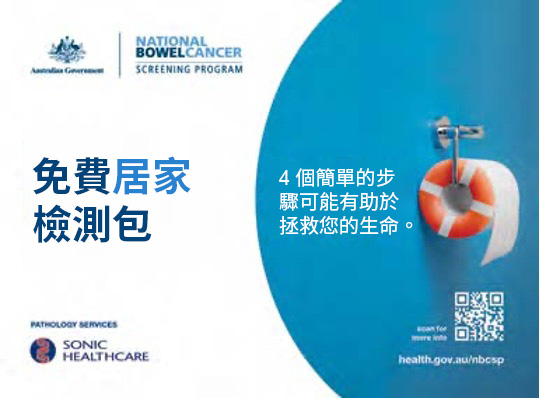 Australian Government
NATIONAL
BOWELCANCER
SCREENING PROGRAM
免費居家
檢測包
4 個簡單的步
驟可能有助於
拯救您的生命。
PATHOLOGY SERVICES
SONIC
HEALTHCARE
scan for
more info
health.gov.au/nbcsp